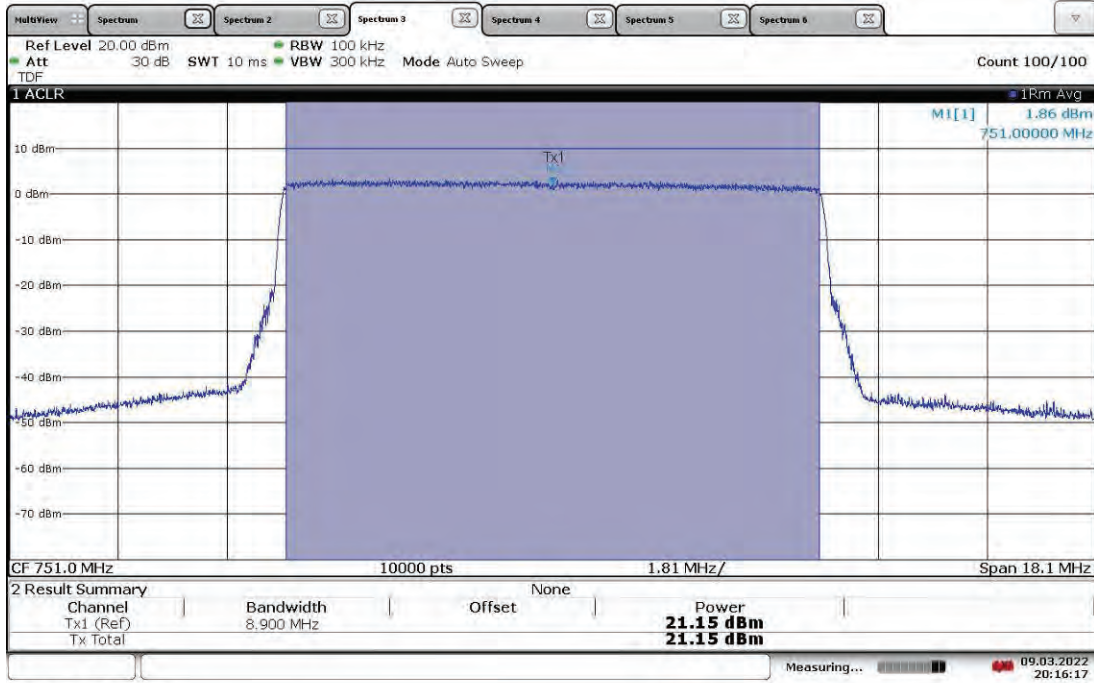 MultiView Spectrum Spectrum 2 Spectrum 3 Spectrum 4 Spectrum 5 Spectrum 6
Ref Level 20.00 dBm RBW 100 kHz
Att 30 dB SWT 10 ms VBW 300 kHz Mode Auto Sweep Count 100/100
TDF
1 ACLR 1Rm Avg
M1[1] 1.86 dBm
751.00000 MHz
10 dBm
Tx1
0 dBm
-10 dBm
-20 dBm
-30 dBm
-40 dBm
-50 dBm
-60 dBm
-70 dBm
CF 751.0 MHz 10000 pts 1.81 MHz/ Span 18.1 MHz
2 Result Summary None
Channel Bandwidth Offset Power
Tx1 (Ref) 8.900 MHz 21.15 dBm
Tx Total 21.15 dBm
Measuring... 09.03.2022
20:16:17